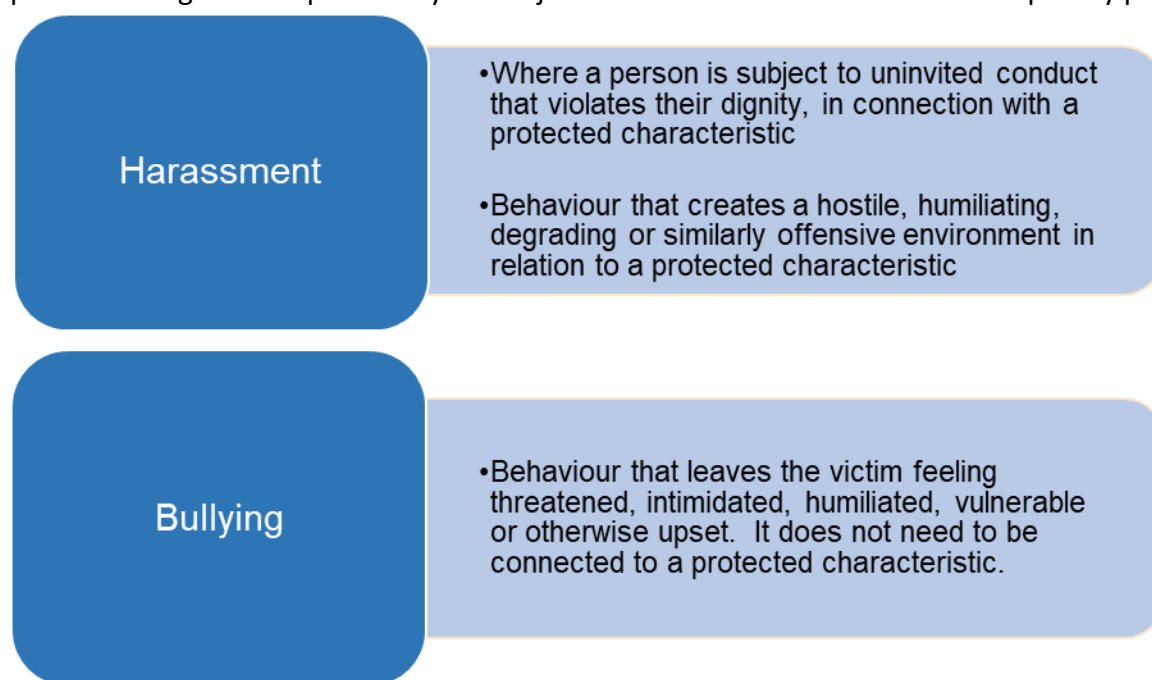 Harassment
•Where a person is subject to uninvited conduct
that violates their dignity, in connection with a
protected characteristic
•Behaviour that creates a hostile, humiliating,
degrading or similarly offensive environment in
relation to a protected characteristic
Bullying
•Behaviour that leaves the victim feeling
threatened, intimidated, humiliated, vulnerable
or otherwise upset.  It does not need to be
connected to a protected characteristic.